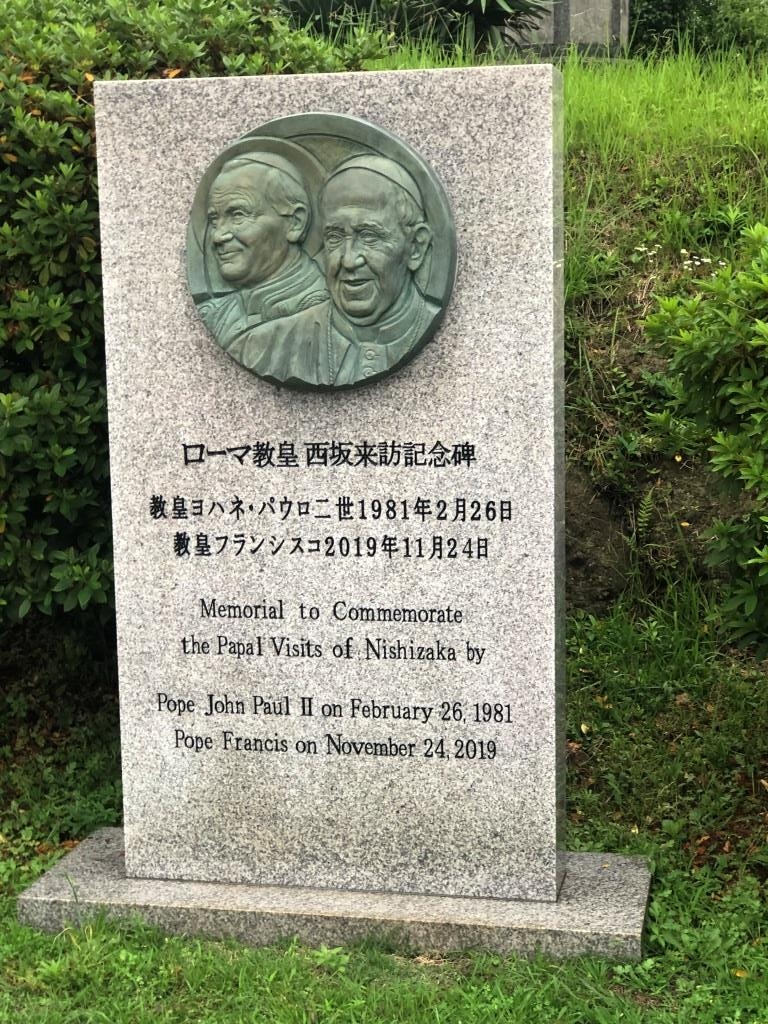 ローマ教皇 西坂来訪記念碑
教皇ヨハネ・パウロ二世1981年2月26日
教皇フランシスコ2019年11月24日
Memorial to Commemorate
the Papal Visits of Nishizaka by
Pope John Paul II on February 26, 1981
Pope Francis on November 24, 2019